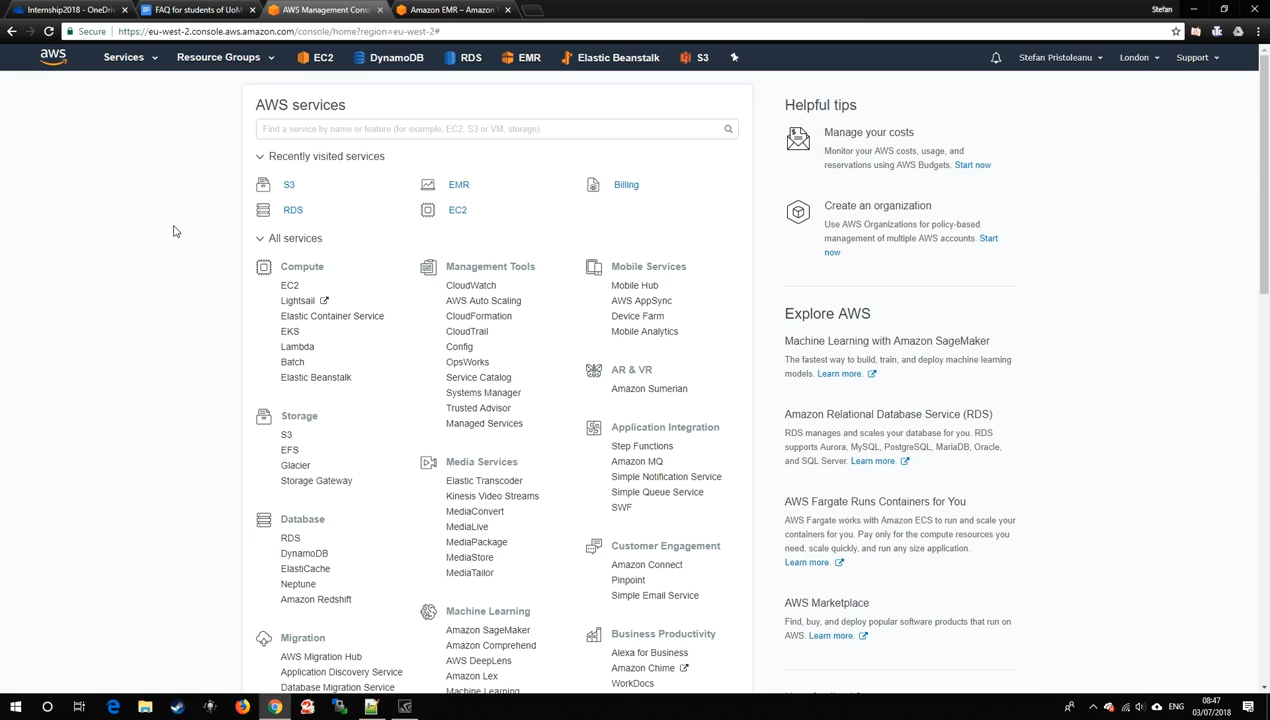 Internship2018 - OneDri
FAQ for students of UoM
AWS Management Cons
Amazon EMR – Amazon
Stefan
Secure
https://eu-west-2.console.aws.amazon.com/console/home?region=eu-west-2#
aws
Services
Resource Groups
EC2
DynamoDB
RDS
EMR
Elastic Beanstalk
S3
Stefan Pristoleanu
London
Support
AWS services
Find a service by name or feature (for example, EC2, S3 or VM, storage).
Recently visited services
S3
EMR
Billing
RDS
EC2
All services
Compute
EC2
Lightsail
Elastic Container Service
EKS
Lambda
Batch
Elastic Beanstalk
Storage
S3
EFS
Glacier
Storage Gateway
Database
RDS
DynamoDB
ElastiCache
Neptune
Amazon Redshift
Migration
AWS Migration Hub
Application Discovery Service
Database Migration Service
Management Tools
CloudWatch
AWS Auto Scaling
CloudFormation
CloudTrail
Config
OpsWorks
Service Catalog
Systems Manager
Trusted Advisor
Managed Services
Media Services
Elastic Transcoder
Kinesis Video Streams
MediaConvert
MediaLive
MediaPackage
MediaStore
MediaTailor
Machine Learning
Amazon SageMaker
Amazon Comprehend
AWS DeepLens
Amazon Lex
Machine Learning
Mobile Services
Mobile Hub
AWS AppSync
Device Farm
Mobile Analytics
AR & VR
Amazon Sumerian
Application Integration
Step Functions
Amazon MQ
Simple Notification Service
Simple Queue Service
SWF
Customer Engagement
Amazon Connect
Pinpoint
Simple Email Service
Business Productivity
Alexa for Business
Amazon Chime
WorkDocs
Helpful tips
Manage your costs
Monitor your AWS costs, usage, and
reservations using AWS Budgets. Start now
Create an organization
Use AWS Organizations for policy-based
management of multiple AWS accounts. Start
now
Explore AWS
Machine Learning with Amazon SageMaker
The fastest way to build, train, and deploy machine learning
models. Learn more.
Amazon Relational Database Service (RDS)
RDS manages and scales your database for you. RDS
supports Aurora, MySQL, PostgreSQL, MariaDB, Oracle,
and SQL Server. Learn more.
AWS Fargate Runs Containers for You
AWS Fargate works with Amazon ECS to run and scale your
containers for you. Pay only for the compute resources you
need, scale quickly, and run any size application.
Learn more.
AWS Marketplace
Find, buy, and deploy popular software products that run on
AWS. Learn more.
ENG
08:47
03/07/2018